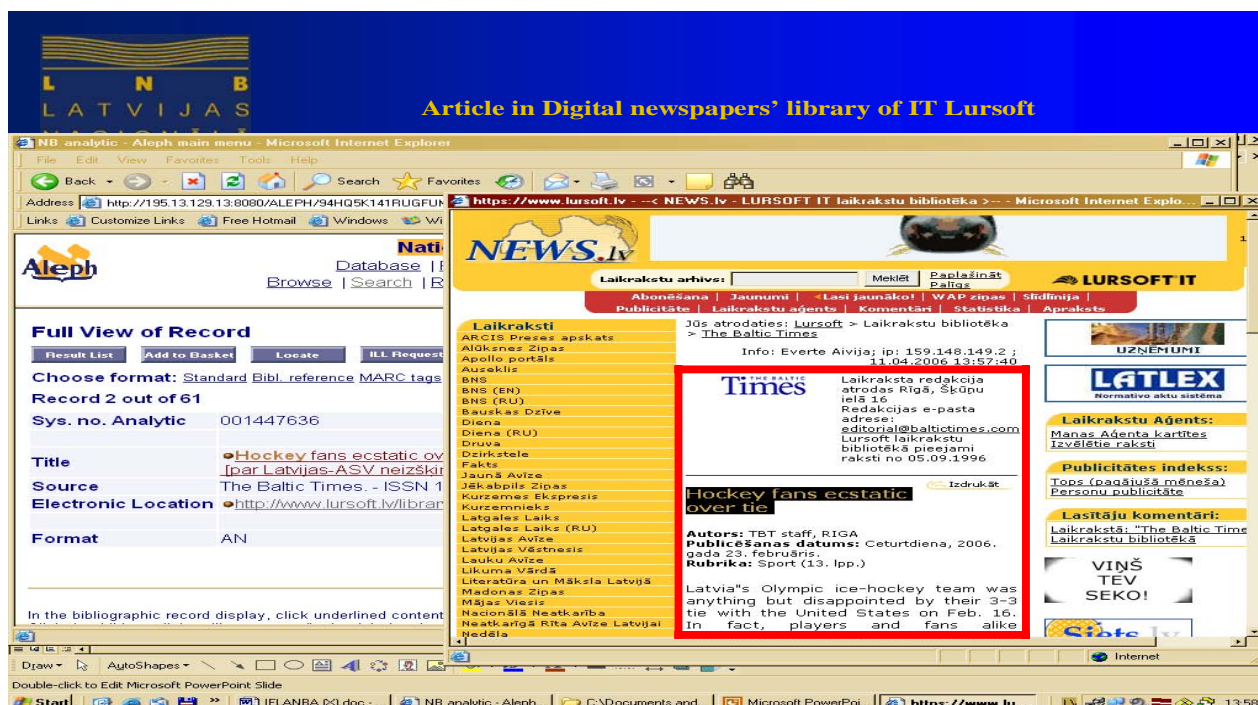 L N B
LATVIJAS
Article in Digital newspapers' library of IT Lursoft
NB analytic - Aleph main menu - Microsoft Internet Explorer
File Edit View Favorites Tools Help
Back Search Favorites
Address http://195.13.129.13:8080/ALEPH/94HQ5K141RUGFUN
Links Customize Links Free Hotmail Windows Wi
Aleph
Nati
Database
Browse | Search | R
Full View of Record
Result List Add to Basket Locate ILL Request
Choose format: Standard Bibl. reference MARC tags
Record 2 out of 61
Sys. no. Analytic 001447636
Title Hockey fans ecstatic ov
[par Latvijas-ASV neizšķir
Source The Baltic Times. - ISSN 1
Electronic Location http://www.lursoft.lv/librar
Format AN
In the bibliographic record display, click underlined content
https://www.lursoft.lv - --< NEWS.lv - LURSOFT IT laikrakstu bibliotēka >-- - Microsoft Internet Explo...
NEWS.lv
Laikrakstu arhīvs: Meklēt Paplašināt
Palīgs
LURSOFT IT
Abonēšana | Jaunumi | Lasi jaunāko! | WAP ziņas | Slīdlīnija |
Publicitāte | Laikrakstu aģents | Komentāri | Statistika | Apraksts
Laikraksti
ARCIS Preses apskats
Alūksnes Ziņas
Apollo portāls
Auseklis
BNS
BNS (EN)
BNS (RU)
Bauskas Dzīve
Diena
Diena (RU)
Druva
Dzirkstele
Fakts
Jaunā Avīze
Jēkabpils Ziņas
Kurzemes Ekspresis
Kurzemnieks
Latgales Laiks
Latgales Laiks (RU)
Latvijas Avīze
Latvijas Vēstnesis
Lauku Avīze
Likuma Vārdā
Literatūra un Māksla Latvijā
Madonas Ziņas
Mājas Viesis
Nacionālā Neatkarība
Neatkarīgā Rīta Avīze Latvijai
Nedēļa
Jūs atrodaties: Lursoft > Laikrakstu bibliotēka
> The Baltic Times
Info: Everte Aivija; ip: 159.148.149.2 ;
11.04.2006 13:57:40
THE BALTIC
Times
Laikraksta redakcija
atrodas Rīgā, Šķūņu
ielā 16
Redakcijas e-pasta
adrese:
editorial@baltictimes.com
Lursoft laikrakstu
bibliotēkā pieejami
raksti no 05.09.1996
Izdrukāt
Hockey fans ecstatic
over tie
Autors: TBT staff, RIGA
Publicēšanas datums: Ceturtdiena, 2006.
gada 23. februāris.
Rubrika: Sport (13. lpp.)
Latvia"s Olympic ice-hockey team was
anything but disappointed by their 3-3
tie with the United States on Feb. 16.
In fact, players and fans alike
UZŅĒMUMI
LATLEX
Normatīvo aktu sistēma
Laikrakstu Aģents:
Manas Aģenta kartītes
Izvēlētie raksti
Publicitātes indekss:
Tops (pagājušā mēneša)
Personu publicitāte
Lasītāju komentāri:
Laikrakstā: "The Baltic Time
Laikrakstu bibliotēkā
VIŅŠ
TEV
SEKO!
Siets.lv
Internet
Draw AutoShapes
Double-click to Edit Microsoft PowerPoint Slide
Start NB analytic - Aleph C:\Documents and Microsoft PowerPoi https://www.lu 13:58